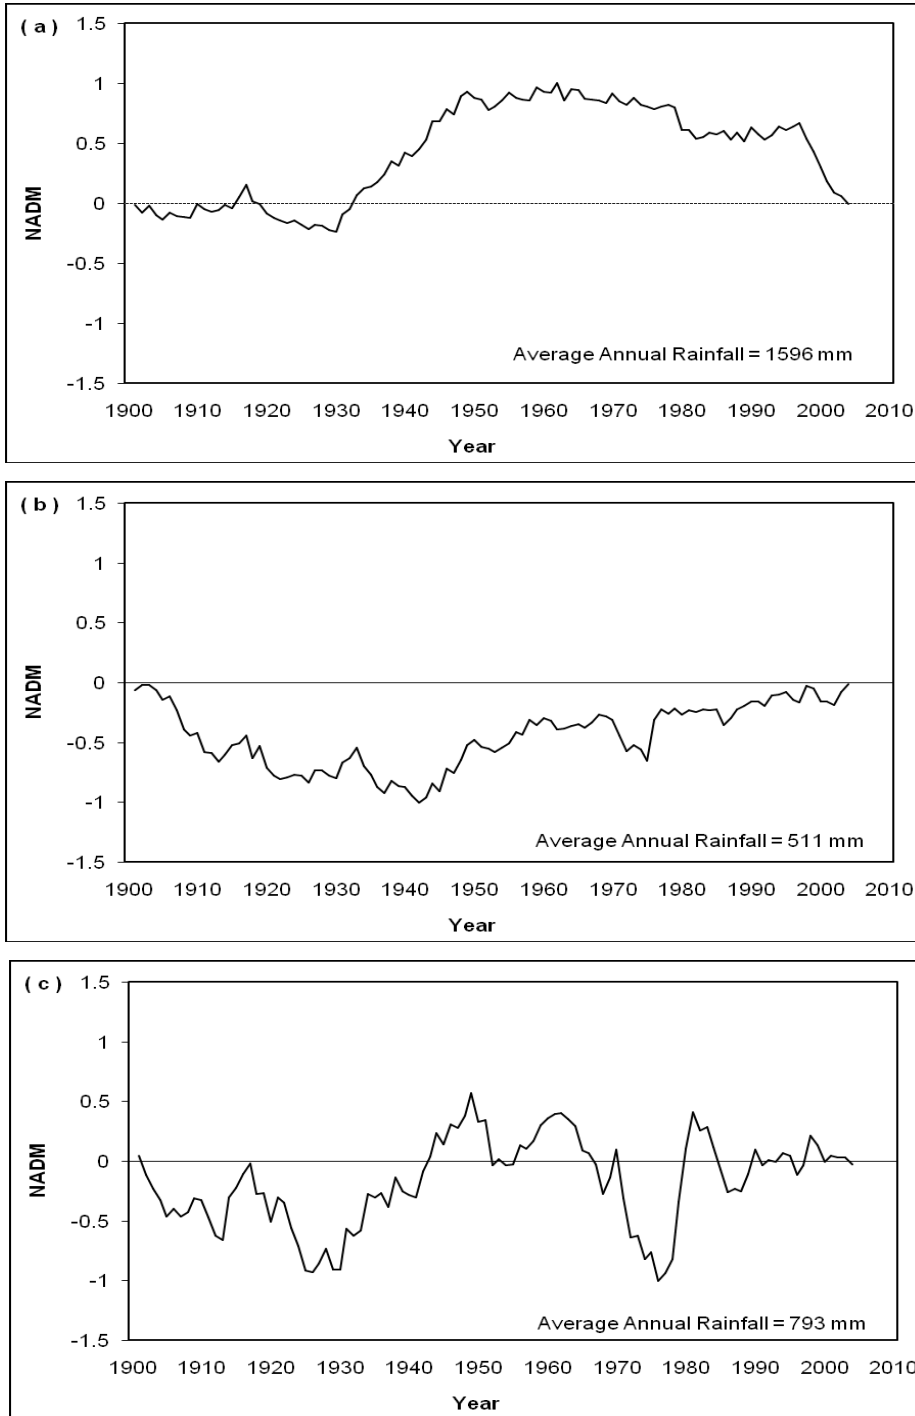 ( a )
1.5
1
0.5
0
-0.5
-1
-1.5
NADM
Average Annual Rainfall = 1596 mm
1900 1910 1920 1930 1940 1950 1960 1970 1980 1990 2000 2010
Year
( b )
1.5
1
0.5
0
-0.5
-1
-1.5
NADM
Average Annual Rainfall = 511 mm
1900 1910 1920 1930 1940 1950 1960 1970 1980 1990 2000 2010
Year
( c )
1.5
1
0.5
0
-0.5
-1
-1.5
NADM
Average Annual Rainfall = 793 mm
1900 1910 1920 1930 1940 1950 1960 1970 1980 1990 2000 2010
Year